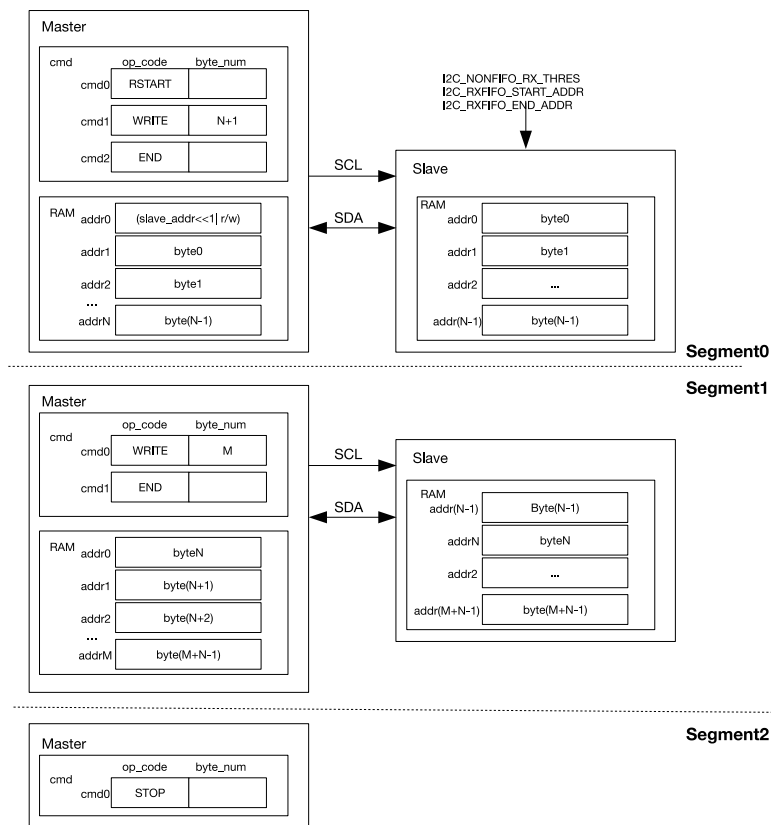 Master
cmd
op_code byte_num
cmd0 RSTART
cmd1 WRITE N+1
cmd2 END
RAM
addr0 (slave_addr<<1| r/w)
addr1 byte0
addr2 byte1
...
addrN byte(N-1)
SCL
SDA
I2C_NONFIFO_RX_THRES
I2C_RXFIFO_START_ADDR
I2C_RXFIFO_END_ADDR
Slave
RAM
addr0 byte0
addr1 byte1
addr2 ...
addr(N-1) byte(N-1)
Segment0
Segment1
Master
cmd
op_code byte_num
cmd0 WRITE M
cmd1 END
RAM
addr0 byteN
addr1 byte(N+1)
addr2 byte(N+2)
...
addrM byte(M+N-1)
SCL
SDA
Slave
RAM
addr(N-1) Byte(N-1)
addrN byteN
addr2 ...
addr(M+N-1) byte(M+N-1)
Segment2
Master
cmd
op_code byte_num
cmd0 STOP